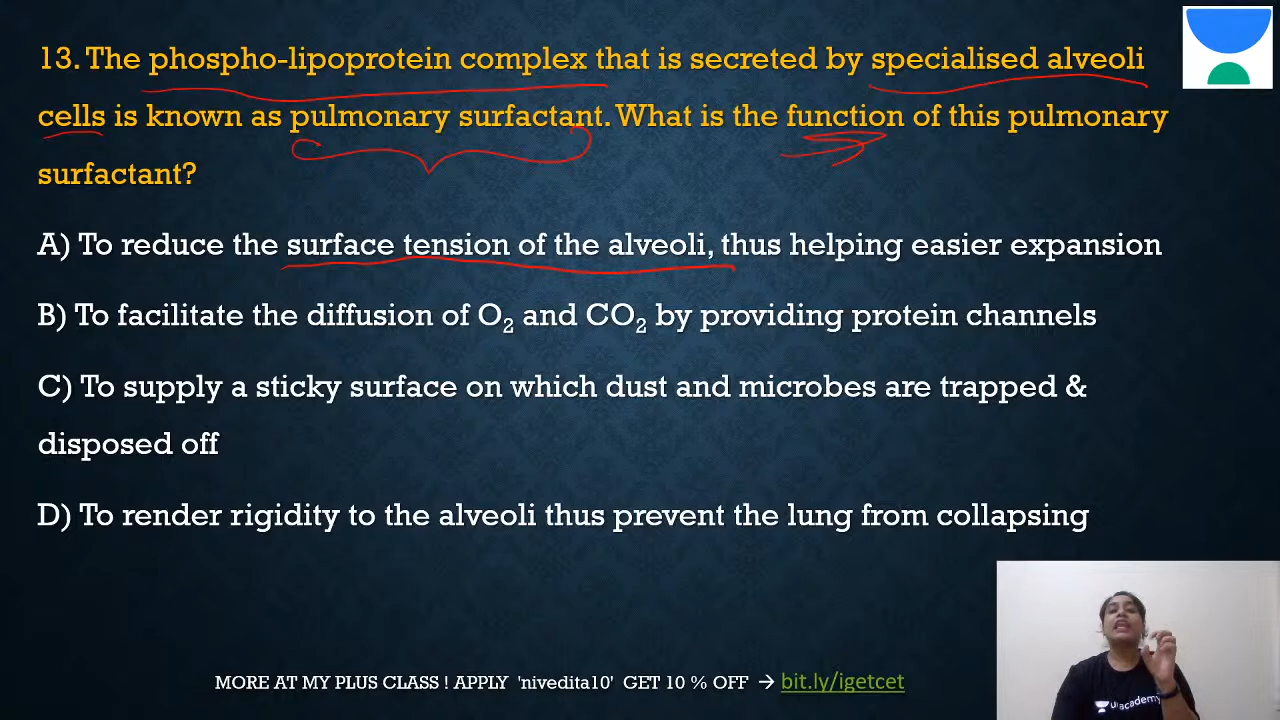 13. The phospho-lipoprotein complex that is secreted by specialised alveoli
cells is known as pulmonary surfactant. What is the function of this pulmonary
surfactant?
A) To reduce the surface tension of the alveoli, thus helping easier expansion
B) To facilitate the diffusion of O₂ and CO₂ by providing protein channels
C) To supply a sticky surface on which dust and microbes are trapped &
disposed off
D) To render rigidity to the alveoli thus prevent the lung from collapsing
MORE AT MY PLUS CLASS ! APPLY 'nivedita10' GET 10 % OFF → bit.ly/igetcet
unacademy